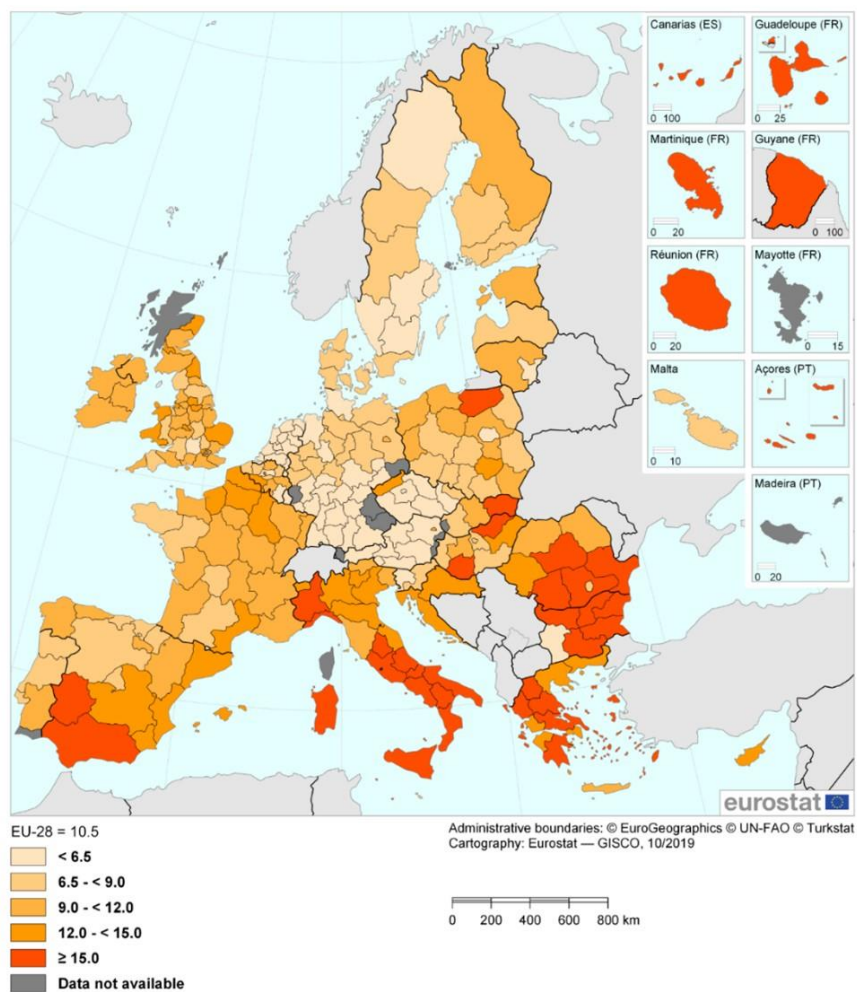 Canarias (ES)
0 100
Guadeloupe (FR)
0 25
Martinique (FR)
0 20
Guyane (FR)
0 100
Réunion (FR)
0 20
Mayotte (FR)
0 15
Malta
0 10
Açores (PT)
0 50
Madeira (PT)
0 20
eurostat
EU-28 = 10.5
< 6.5
6.5 - < 9.0
9.0 - < 12.0
12.0 - < 15.0
≥ 15.0
Data not available
Administrative boundaries: © EuroGeographics © UN-FAO © Turkstat
Cartography: Eurostat — GISCO, 10/2019
0 200 400 600 800 km